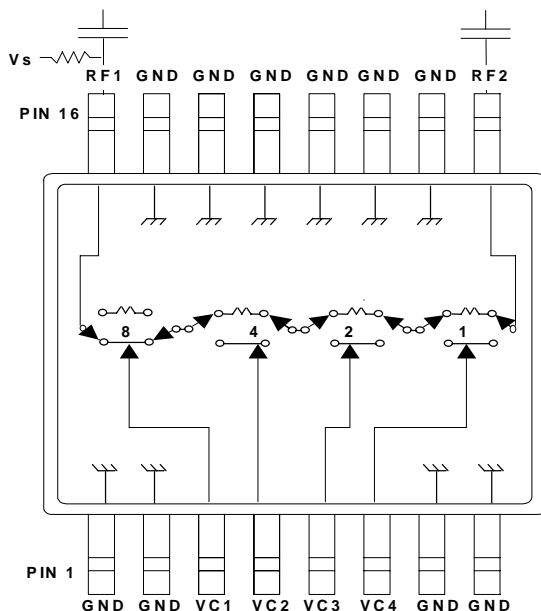 Vs
RF1 GND GND GND GND GND GND RF2
PIN 16
8 4 2 1
PIN 1
GND GND VC1 VC2 VC3 VC4 GND GND